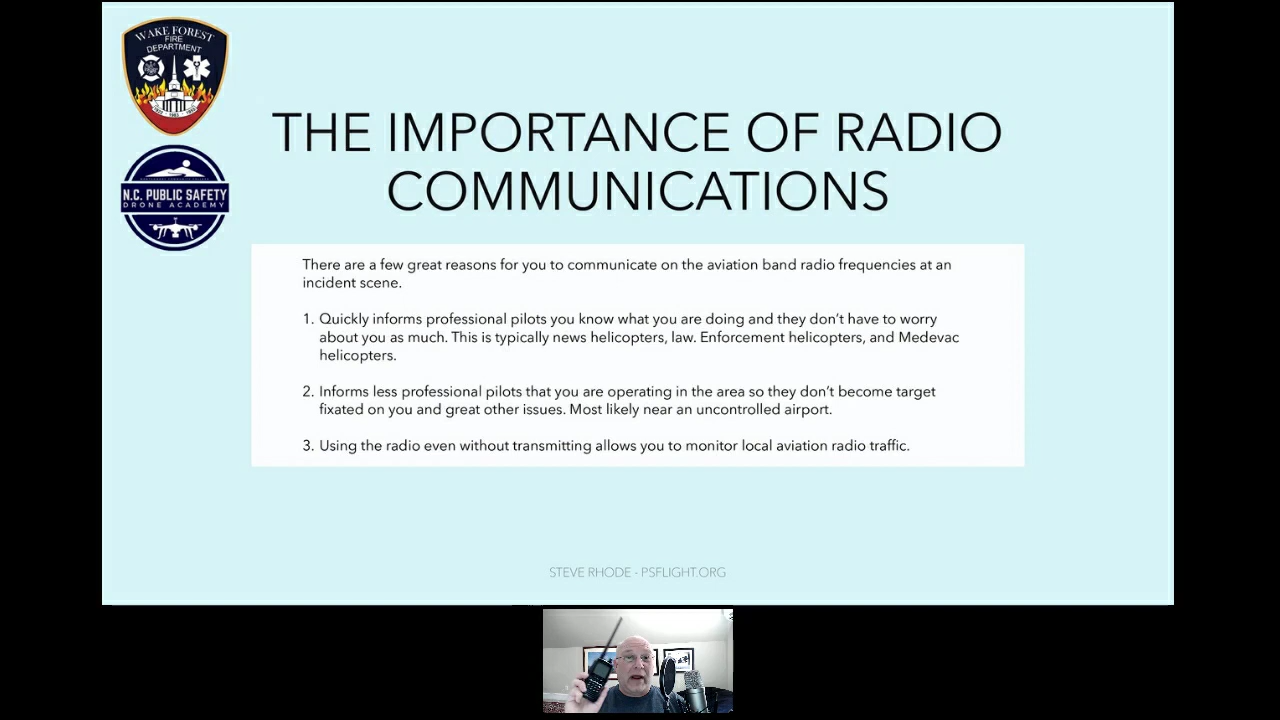 WAKE FOREST
FIRE
DEPARTMENT
N.C. PUBLIC SAFETY
DRONE ACADEMY
THE IMPORTANCE OF RADIO
COMMUNICATIONS
There are a few great reasons for you to communicate on the aviation band radio frequencies at an
incident scene.
1. Quickly informs professional pilots you know what you are doing and they don’t have to worry
about you as much. This is typically news helicopters, law. Enforcement helicopters, and Medevac
helicopters.
2. Informs less professional pilots that you are operating in the area so they don’t become target
fixated on you and great other issues. Most likely near an uncontrolled airport.
3. Using the radio even without transmitting allows you to monitor local aviation radio traffic.
STEVE RHODE - PSFLIGHT.ORG